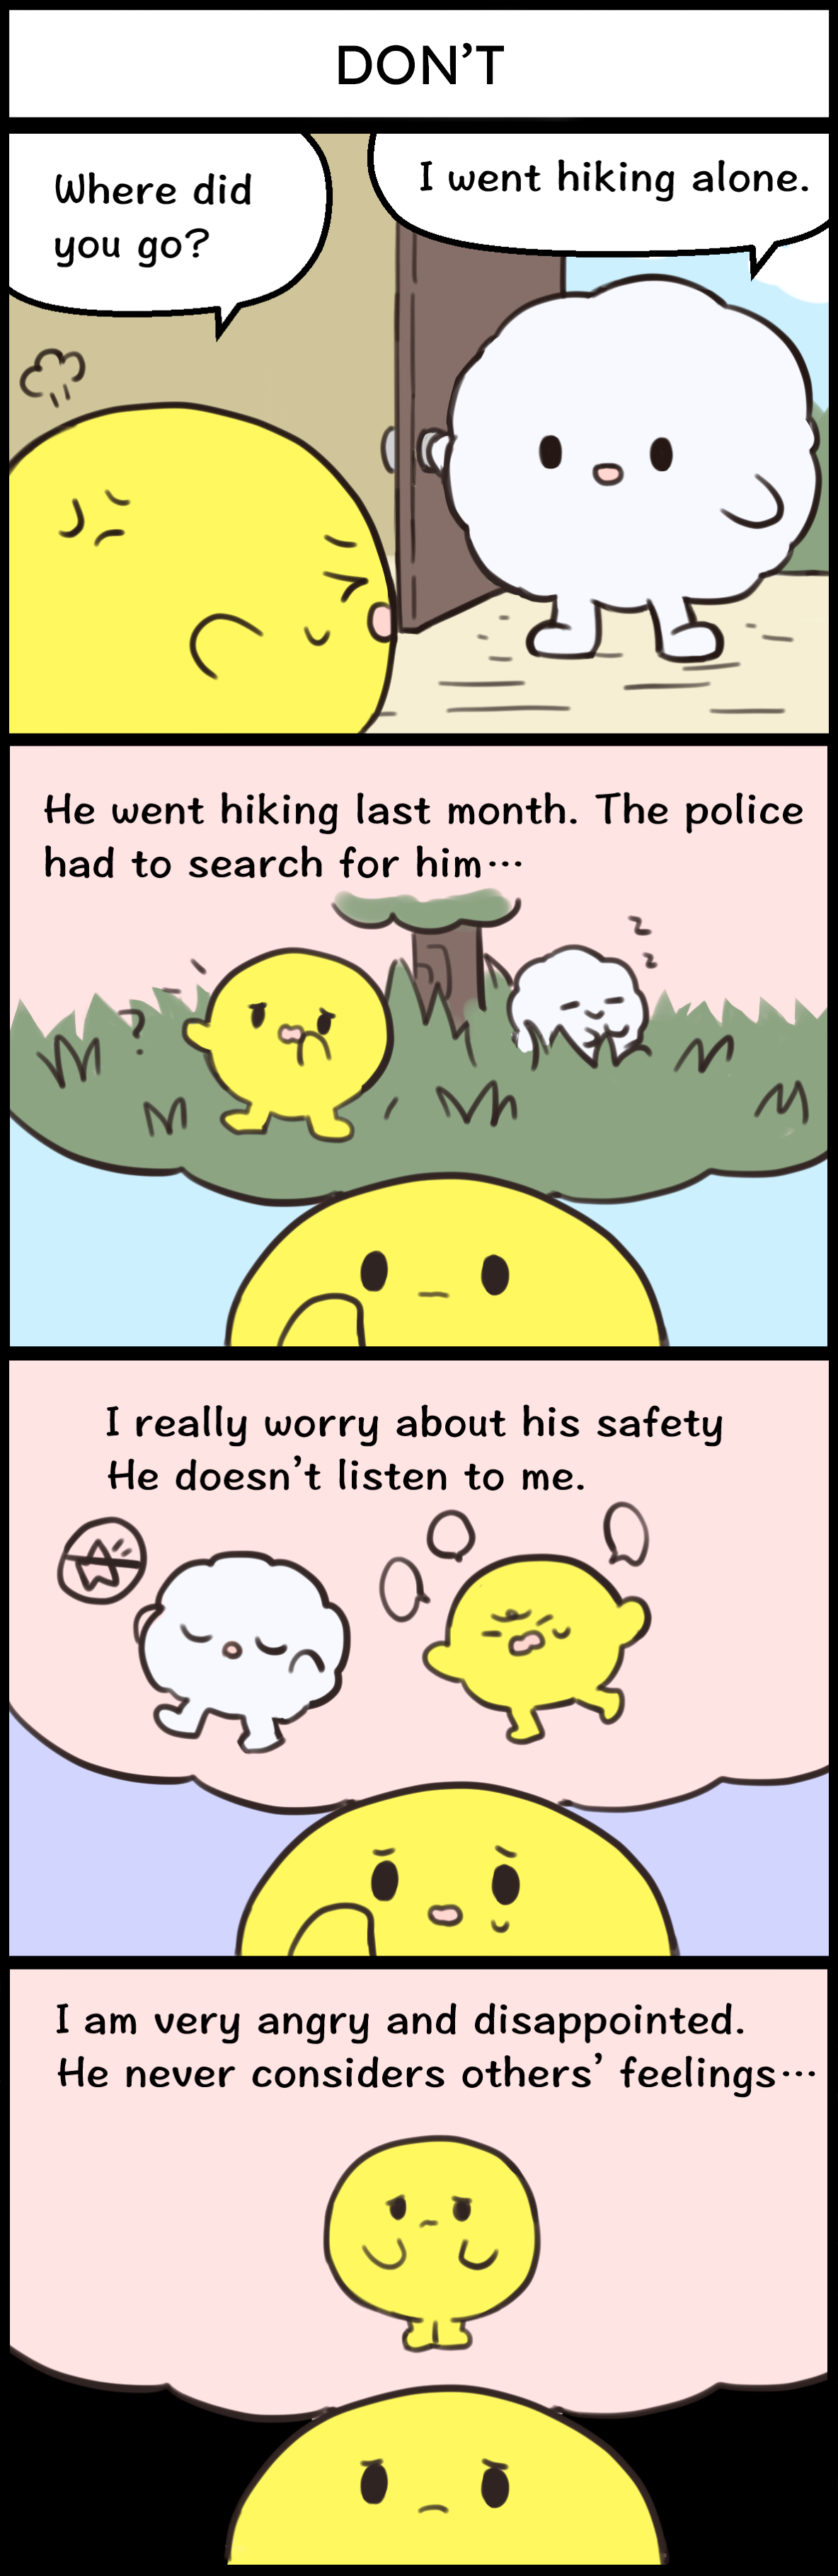 DON’T
Where did
you go?
I went hiking alone.
He went hiking last month. The police
had to search for him…
?
z
z
I really worry about his safety
He doesn’t listen to me.
I am very angry and disappointed.
He never considers others’ feelings…